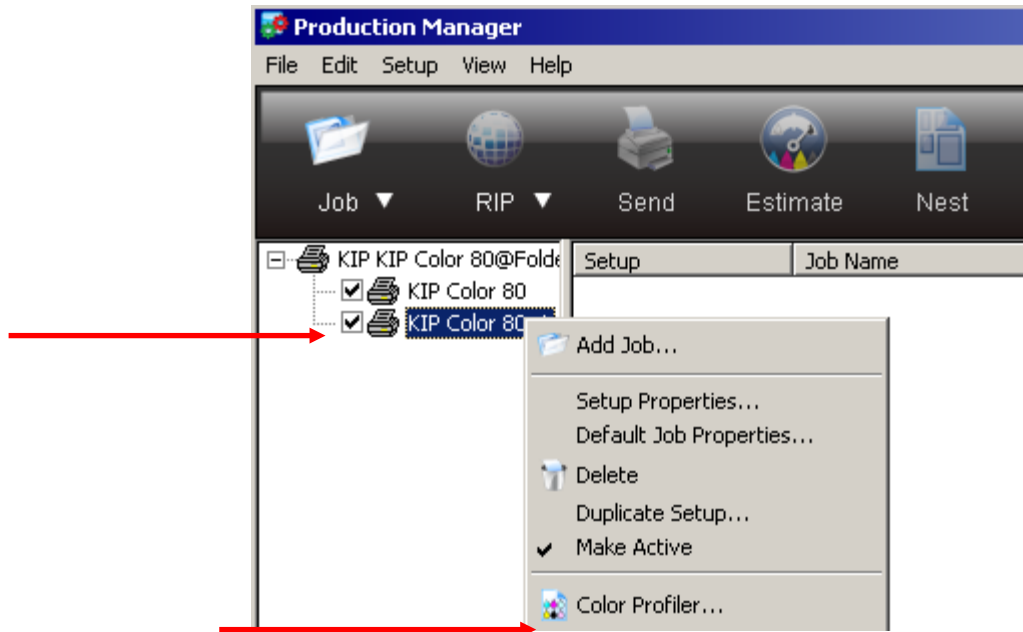 Production Manager
File Edit Setup View Help
Job RIP Send Estimate Nest
KIP KIP Color 80@Folde Setup Job Name
KIP Color 80
KIP Color 80
Add Job...
Setup Properties...
Default Job Properties...
Delete
Duplicate Setup...
Make Active
Color Profiler...